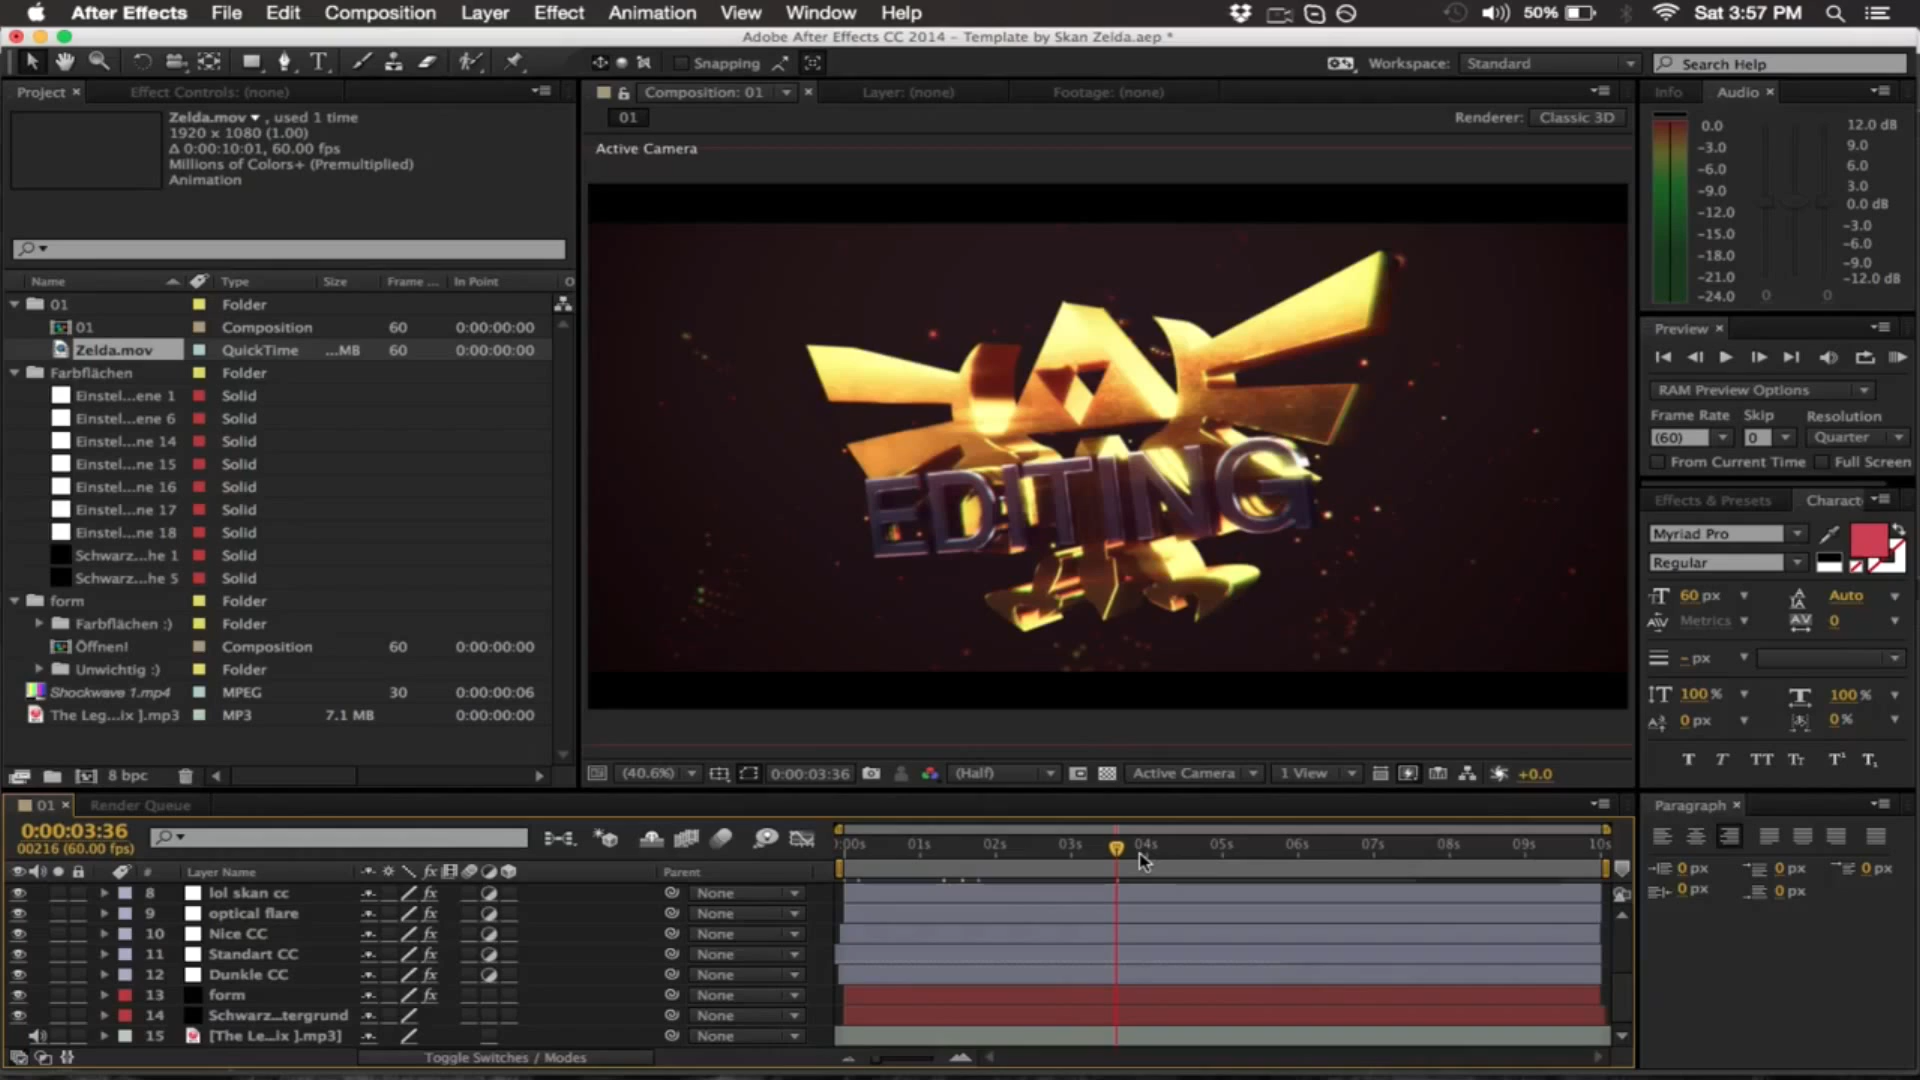 After Effects File Edit Composition Layer Effect Animation View Window Help 50% Sat 3:57 PM
Adobe After Effects CC 2014 - Template by Skan Zelda.aep *
T Snapping Workspace: Standard Search Help
Project Effect Controls: (none)
Zelda.mov , used 1 time
1920 x 1080 (1.00)
Δ 0:00:10:01, 60.00 fps
Millions of Colors+ (Premultiplied)
Animation
Name Type Size Frame ... In Point
01 Folder
01 Composition 60 0:00:00:00
Zelda.mov QuickTime ...MB 60 0:00:00:00
Farbflächen Folder
Einstel...ene 1 Solid
Einstel...ene 6 Solid
Einstel...ne 14 Solid
Einstel...ne 15 Solid
Einstel...ne 16 Solid
Einstel...ne 17 Solid
Einstel...ne 18 Solid
Schwarz...he 1 Solid
Schwarz...he 5 Solid
form Folder
Farbflächen :) Folder
Öffnen! Composition 60 0:00:00:00
Unwichtig :) Folder
Shockwave 1.mp4 MPEG 30 0:00:00:06
The Leg...ix ].mp3 MP3 7.1 MB 0:00:00:00
8 bpc
Composition: 01 Layer: (none) Footage: (none)
01 Renderer: Classic 3D
Active Camera
EDITING
(40.6%) 0:00:03:36 (Half) Active Camera 1 View +0.0
Info Audio
0.0
-3.0
-6.0
-9.0
-12.0
-15.0
-18.0
-21.0
-24.0
12.0 dB
9.0
6.0
3.0
0.0 dB
-3.0
-6.0
-9.0
-12.0 dB
0 0
Preview
RAM Preview Options
Frame Rate Skip Resolution
(60) 0 Quarter
From Current Time Full Screen
Effects & Presets Charact
Myriad Pro
Regular
60 px Auto
Metrics 0
- px
100 % 100 %
0 px 0 %
T T TT Tt T¹ T₁
Paragraph
0 px 0 px 0 px
0 px 0 px
01 Render Queue
0:00:03:36
00216 (60.00 fps)
:00s 01s 02s 03s 04s 05s 06s 07s 08s 09s 10s
# Layer Name fx Parent
8 lol skan cc fx None
9 optical flare fx None
10 Nice CC fx None
11 Standart CC fx None
12 Dunkle CC fx None
13 form fx None
14 Schwarz...tergrund None
15 [The Le...ix ].mp3] None
Toggle Switches / Modes